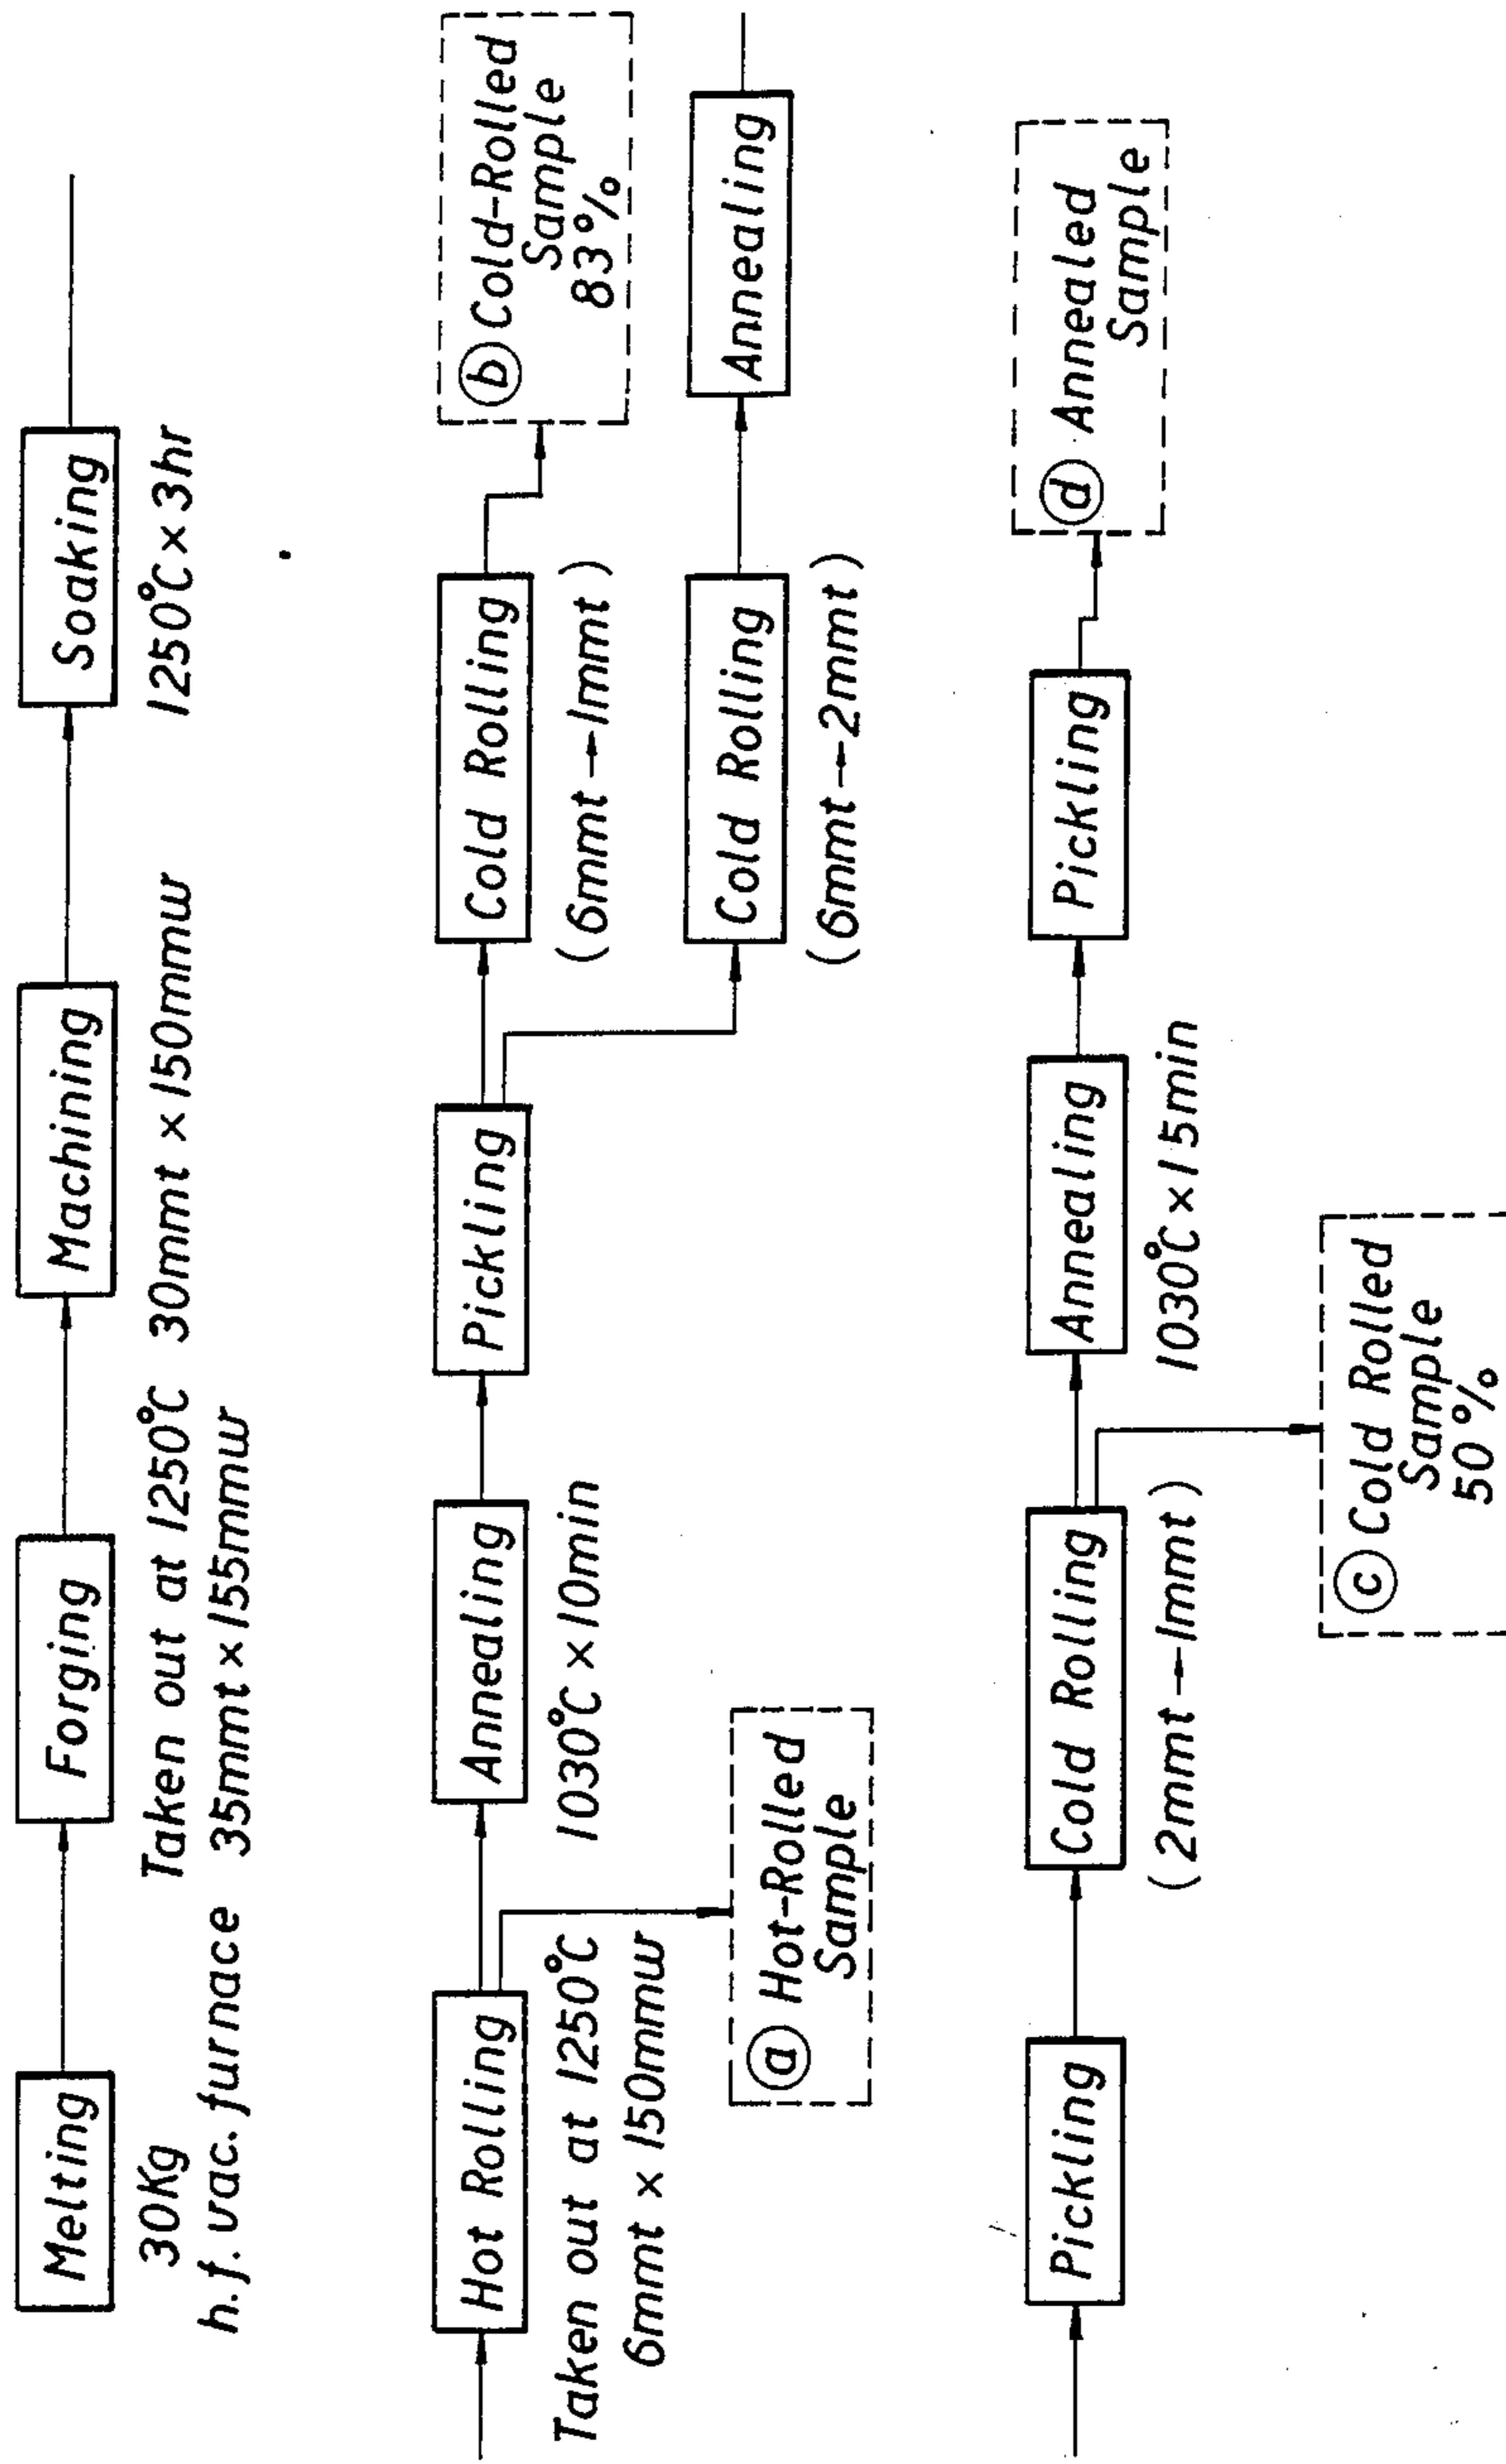 Melting
Forging
Machining
Soaking
30Kg
h.f. vac. furnace
Taken out at 1250°C
35mmt × 155mmw
30mmt × 150mmw
1250°C × 3hr
Hot Rolling
Annealing
Pickling
Cold Rolling
ⓑ Cold-Rolled
Sample
83%
Taken out at 1250°C
6mmt × 150mmw
1030°C × 10min
(6mmt→1mmt)
Cold Rolling
Annealing
(6mmt→2mmt)
ⓐ Hot-Rolled
Sample
Pickling
Cold Rolling
Annealing
Pickling
ⓓ Annealed
Sample
(2mmt→1mmt)
1030°C × 15min
ⓒ Cold Rolled
Sample
50%